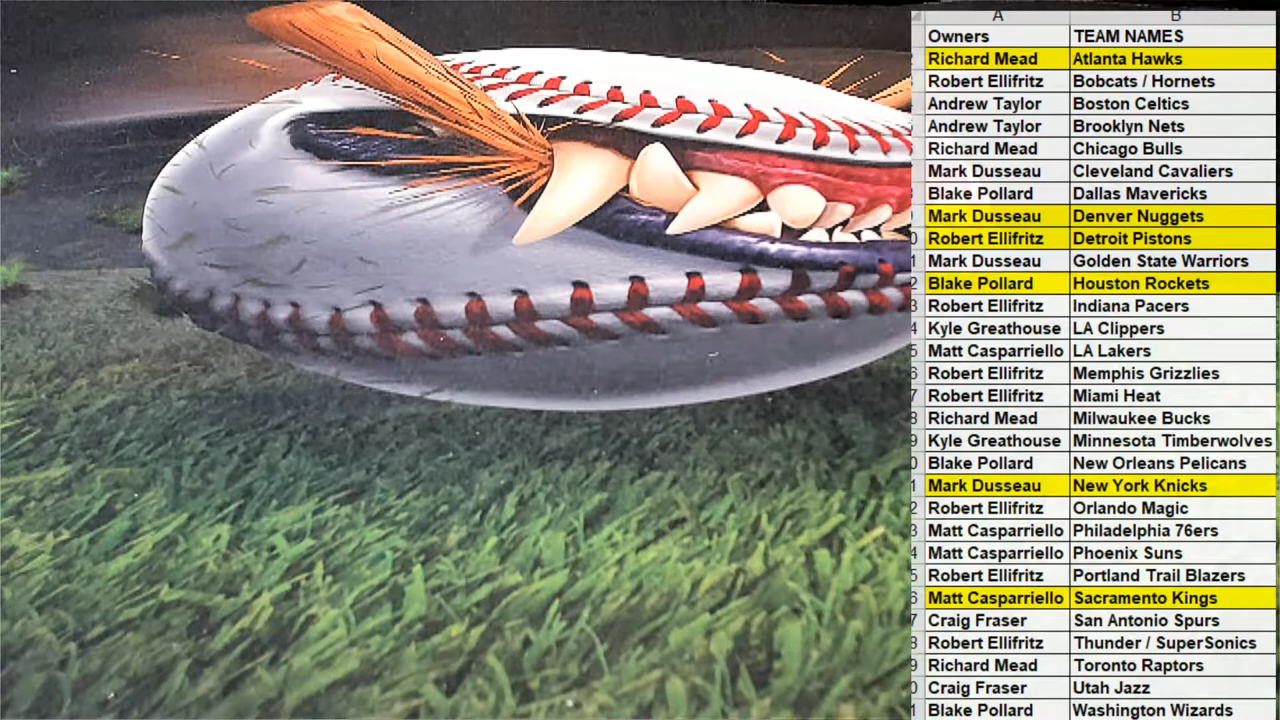 A B
Owners TEAM NAMES
Richard Mead Atlanta Hawks
Robert Ellifritz Bobcats / Hornets
Andrew Taylor Boston Celtics
Andrew Taylor Brooklyn Nets
Richard Mead Chicago Bulls
Mark Dusseau Cleveland Cavaliers
Blake Pollard Dallas Mavericks
Mark Dusseau Denver Nuggets
Robert Ellifritz Detroit Pistons
Mark Dusseau Golden State Warriors
Blake Pollard Houston Rockets
Robert Ellifritz Indiana Pacers
Kyle Greathouse LA Clippers
Matt Casparriello LA Lakers
Robert Ellifritz Memphis Grizzlies
Robert Ellifritz Miami Heat
Richard Mead Milwaukee Bucks
Kyle Greathouse Minnesota Timberwolves
Blake Pollard New Orleans Pelicans
Mark Dusseau New York Knicks
Robert Ellifritz Orlando Magic
Matt Casparriello Philadelphia 76ers
Matt Casparriello Phoenix Suns
Robert Ellifritz Portland Trail Blazers
Matt Casparriello Sacramento Kings
Craig Fraser San Antonio Spurs
Robert Ellifritz Thunder / SuperSonics
Richard Mead Toronto Raptors
Craig Fraser Utah Jazz
Blake Pollard Washington Wizards